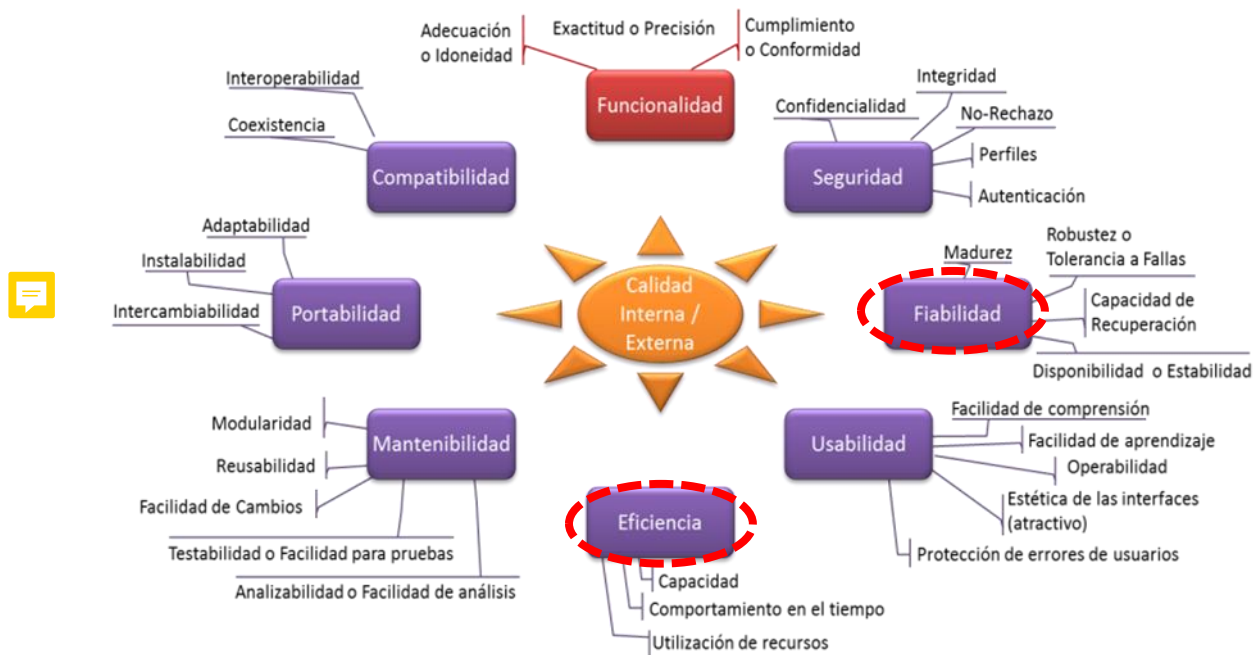 Adecuación
o Idoneidad
Exactitud o Precisión
Cumplimiento
o Conformidad
Funcionalidad
Interoperabilidad
Coexistencia
Compatibilidad
Integridad
Confidencialidad
No-Rechazo
Perfiles
Autenticación
Seguridad
Adaptabilidad
Instalabilidad
Intercambiabilidad
Portabilidad
Calidad
Interna /
Externa
Madurez
Robustez o
Tolerancia a Fallas
Capacidad de
Recuperación
Disponibilidad o Estabilidad
Fiabilidad
Modularidad
Reusabilidad
Facilidad de Cambios
Testabilidad o Facilidad para pruebas
Analizabilidad o Facilidad de análisis
Mantenibilidad
Usabilidad
Facilidad de comprensión
Facilidad de aprendizaje
Operabilidad
Estética de las interfaces
(atractivo)
Protección de errores de usuarios
Eficiencia
Capacidad
Comportamiento en el tiempo
Utilización de recursos